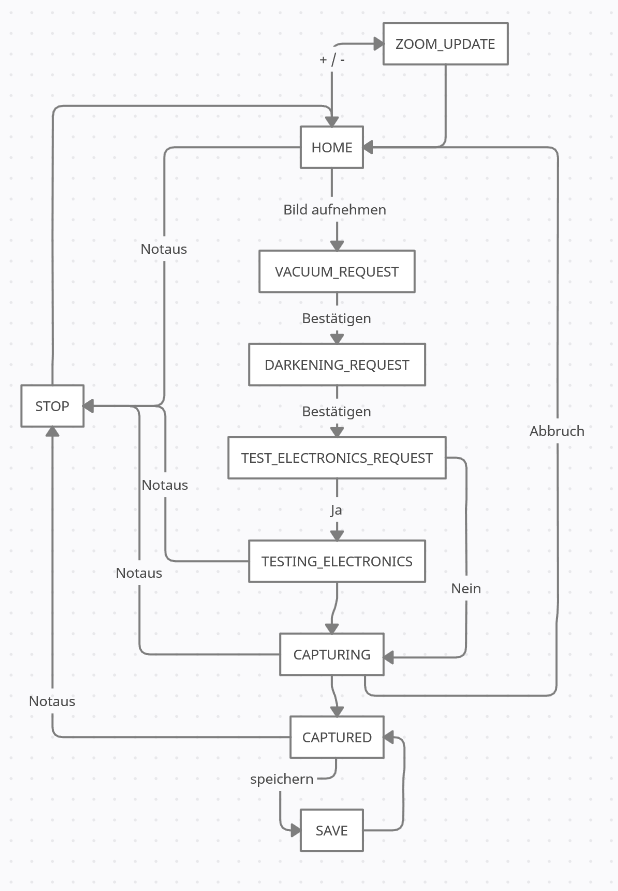 ZOOM_UPDATE
+ / -
HOME
Bild aufnehmen
Notaus
VACUUM_REQUEST
Bestätigen
DARKENING_REQUEST
STOP
Bestätigen
Abbruch
TEST_ELECTRONICS_REQUEST
Notaus
Ja
TESTING_ELECTRONICS
Notaus
Nein
CAPTURING
Notaus
CAPTURED
speichern
SAVE